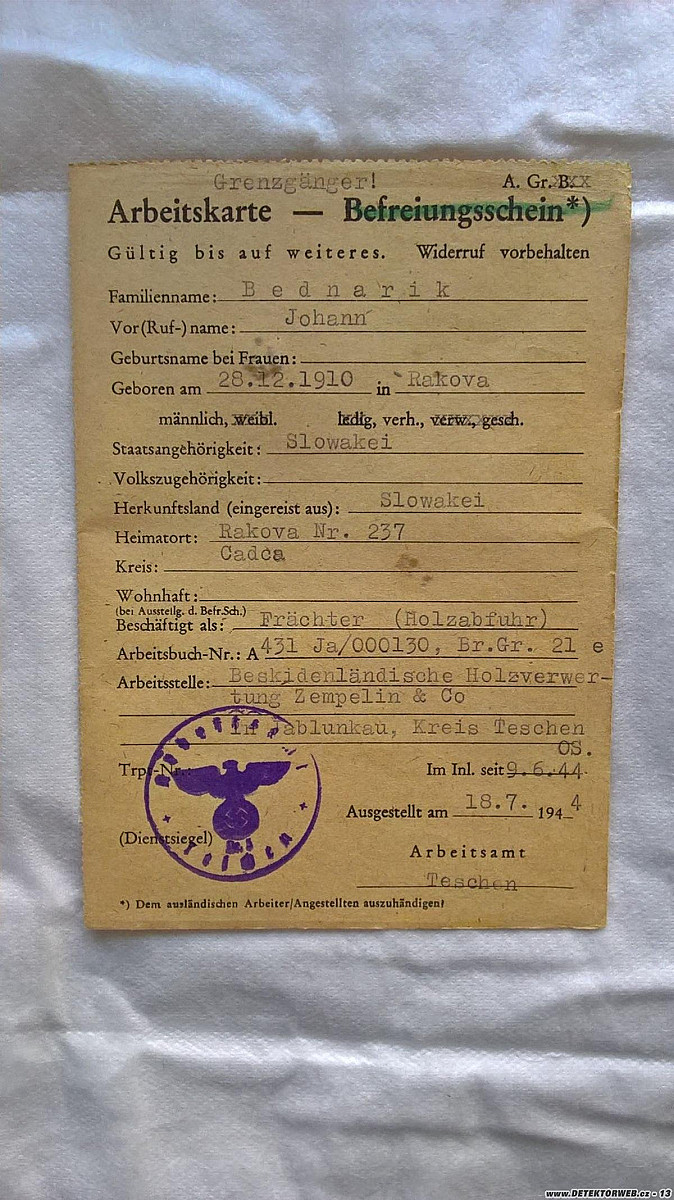 Grenzgänger! A. Gr. B.
Arbeitskarte — Befreiungsschein*)
Gültig bis auf weiteres. Widerruf vorbehalten
Familienname: Bednarik
Vor(Ruf-)name: Johann
Geburtsname bei Frauen:
Geboren am 28.12.1910 in Rakova
männlich, weibl. ledig, verh., verw., gesch.
Staatsangehörigkeit: Slowakei
Volkszugehörigkeit:
Herkunftsland (eingereist aus): Slowakei
Heimatort: Rakova Nr. 237
Kreis: Cadca
Wohnhaft:
(bei Ausstellg. d. Befr.Sch.)
Beschäftigt als: Frächter (Holzabfuhr)
Arbeitsbuch-Nr.: A 431 Ja/000130, Br.Gr. 21 e
Arbeitsstelle: Beskidenländische Holzverwer-
tung Zempelin & Co
in Jablunkau, Kreis Teschen
OS.
Trpt-Nr.: Im Inl. seit 9.6.44
Ausgestellt am 18.7. 1944
(Dienstsiegel)
Arbeitsamt
Teschen
*) Dem ausländischen Arbeiter/Angestellten auszuhändigen!
www.DETEKTORWEB.cz - 13